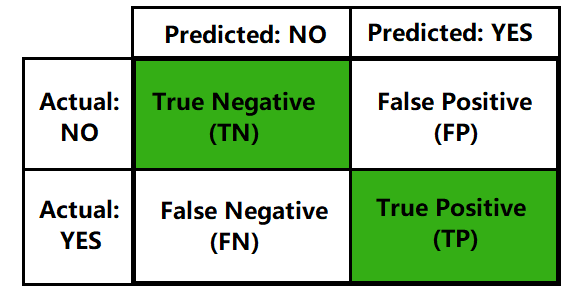 Predicted: NO
Predicted: YES
Actual:
NO
True Negative
(TN)
False Positive
(FP)
Actual:
YES
False Negative
(FN)
True Positive
(TP)